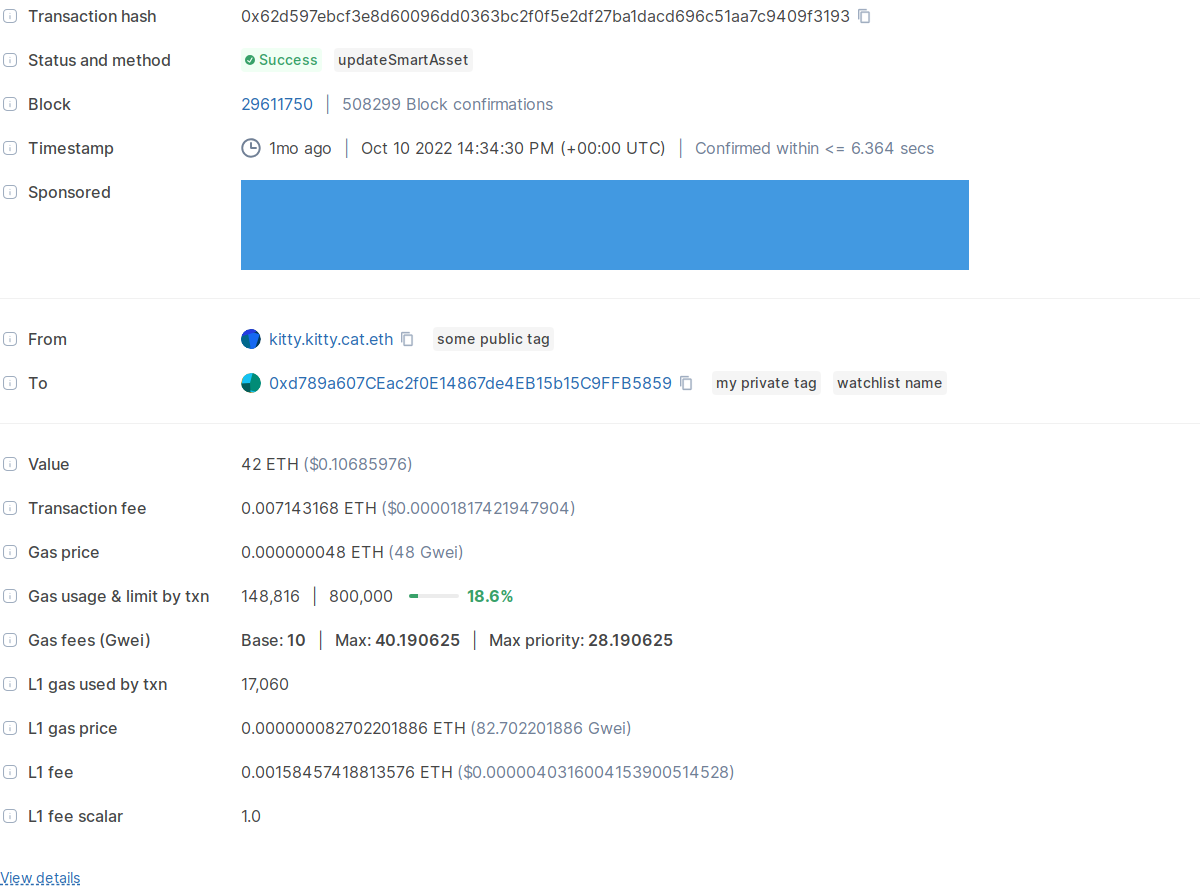 Transaction hash 0x62d597ebcf3e8d60096dd0363bc2f0f5e2df27ba1dacd696c51aa7c9409f3193
Status and method Success updateSmartAsset
Block 29611750 | 508299 Block confirmations
Timestamp 1mo ago | Oct 10 2022 14:34:30 PM (+00:00 UTC) | Confirmed within <= 6.364 secs
Sponsored
From kitty.kitty.cat.eth some public tag
To 0xd789a607CEac2f0E14867de4EB15b15C9FFB5859 my private tag watchlist name
Value 42 ETH ($0.10685976)
Transaction fee 0.007143168 ETH ($0.00001817421947904)
Gas price 0.000000048 ETH (48 Gwei)
Gas usage & limit by txn 148,816 | 800,000 18.6%
Gas fees (Gwei) Base: 10 | Max: 40.190625 | Max priority: 28.190625
L1 gas used by txn 17,060
L1 gas price 0.000000082702201886 ETH (82.702201886 Gwei)
L1 fee 0.00158457418813576 ETH ($0.0000040316004153900514528)
L1 fee scalar 1.0
View details